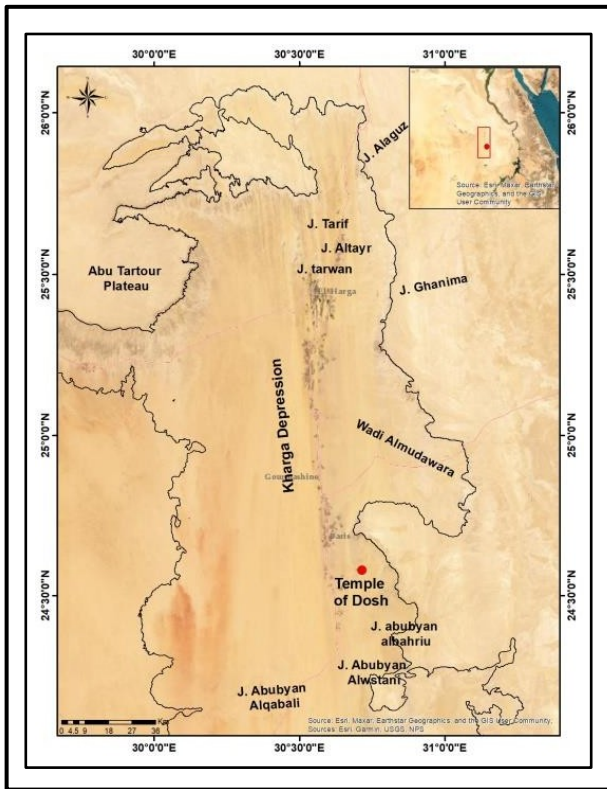 30°0'0"E
30°30'0"E
31°0'0"E
26°0'0"N
26°0'0"N
J. Alaguz
Source: Esri, Maxar, Earthstar
Geographics, and the GIS
User Community
J. Tarif
J. Altayr
J. tarwan
Abu Tartour
Plateau
El Harga
J. Ghanima
25°30'0"N
25°30'0"N
Kharga Depression
Wadi Almudawara
25°0'0"N
25°0'0"N
Baris
Temple
of Dosh
24°30'0"N
24°30'0"N
J. abubyan
albahriu
J. Abubyan
Alwstani
J. Abubyan
Alqabali
0 4.5 9 18 27 36
Source: Esri, Maxar, Earthstar Geographics, and the GIS User Community,
Sources: Esri, Garmin, USGS, NPS
30°0'0"E
30°30'0"E
31°0'0"E